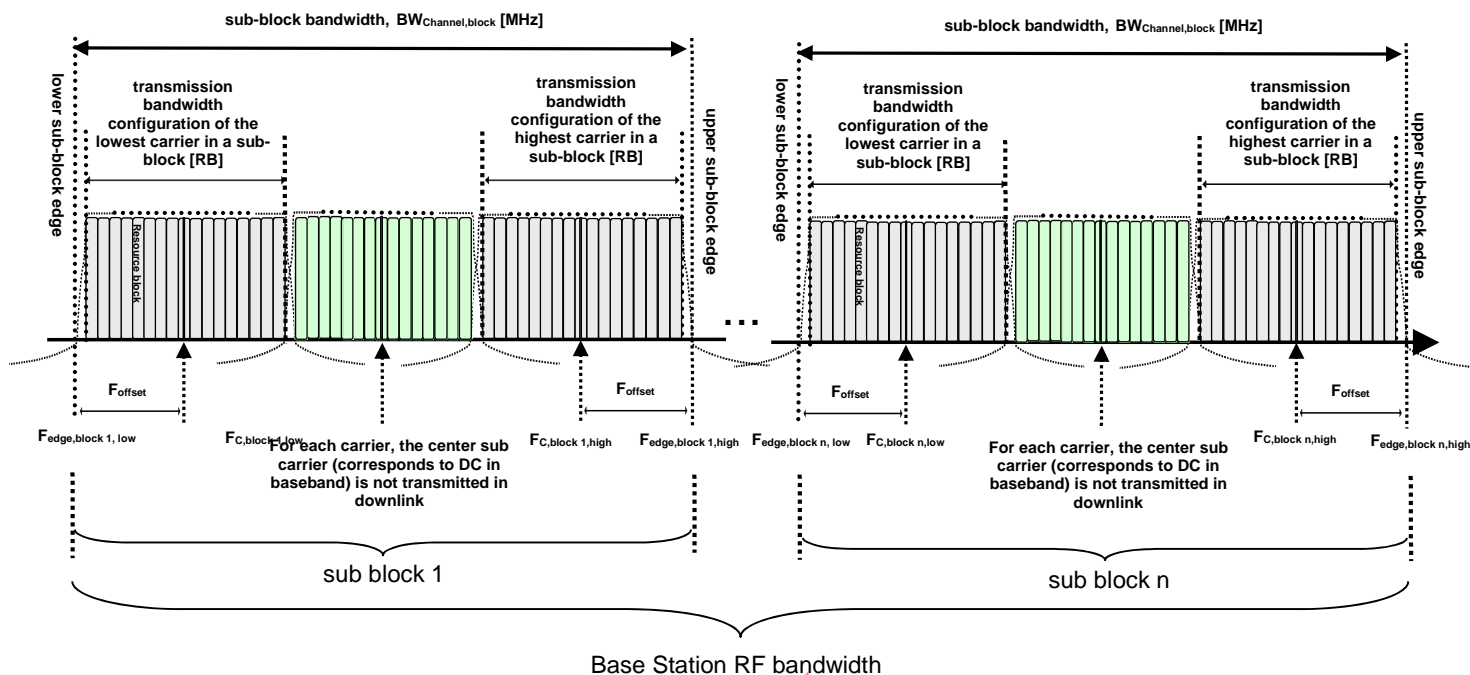 sub-block bandwidth, BWChannel,block [MHz]
lower sub-block edge
transmission
bandwidth
configuration of the
lowest carrier in a sub-
block [RB]
transmission
bandwidth
configuration of the
highest carrier in a
sub-block [RB]
upper sub-block edge
Resource block
Foffset
Foffset
Fedge,block 1, low
FC,block 1,low
FC,block 1,high
Fedge,block 1,high
For each carrier, the center sub
carrier (corresponds to DC in
baseband) is not transmitted in
downlink
sub block 1
...
sub-block bandwidth, BWChannel,block [MHz]
lower sub-block edge
transmission
bandwidth
configuration of the
lowest carrier in a
sub-block [RB]
transmission
bandwidth
configuration of the
highest carrier in a
sub-block [RB]
upper sub-block edge
Resource block
Foffset
Foffset
Fedge,block n, low
FC,block n,low
FC,block n,high
Fedge,block n,high
For each carrier, the center sub
carrier (corresponds to DC in
baseband) is not transmitted in
downlink
sub block n
Base Station RF bandwidth